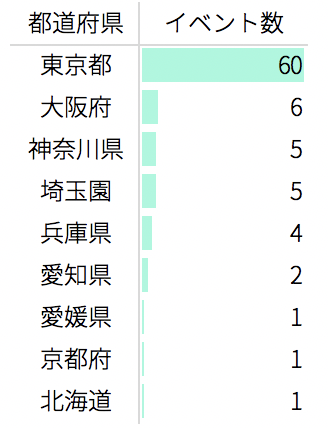 都道府県 イベント数
東京都 60
大阪府 6
神奈川県 5
埼玉園 5
兵庫県 4
愛知県 2
愛媛県 1
京都府 1
北海道 1